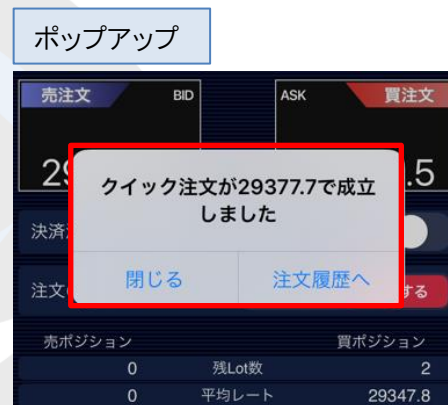 ポップアップ
売注文 BID ASK 買注文
29 .5
クイック注文が29377.7で成立
しました
決済
閉じる 注文履歴へ
注文 する
売ポジション 買ポジション
0 残Lot数 2
0 平均レート 29347.8